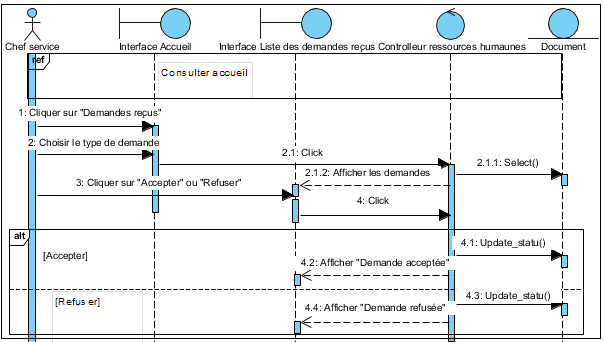 Chef service
Interface Accueil
Interface Liste des demandes reçus
Controlleur ressources humaunes
Document
ref
Consulter accueil
1: Cliquer sur "Demandes reçus"
2: Choisir le type de demande
2.1: Click
2.1.1: Select()
2.1.2: Afficher les demandes
3: Cliquer sur "Accepter" ou "Refuser"
4: Click
alt
4.1: Update_statu()
[Accepter]
4.2: Afficher "Demande acceptée"
[Refuser]
4.3: Update_statu()
4.4: Afficher "Demande refusée"